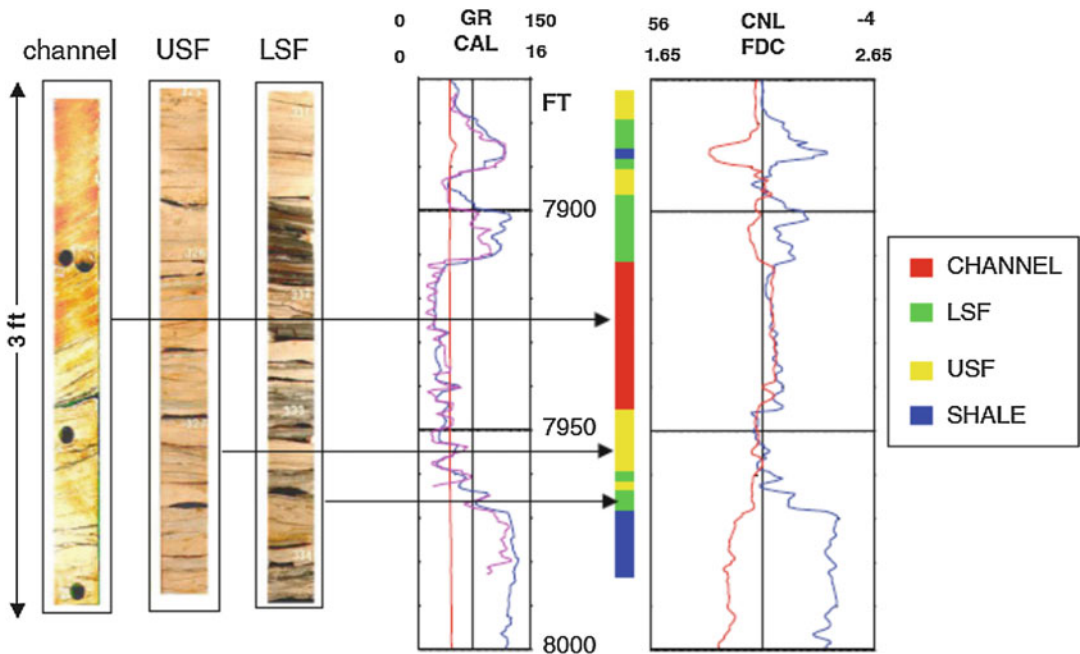 channel USF LSF
0 GR 150
0 CAL 16
56 CNL -4
1.65 FDC 2.65
3 ft
FT
7900
7950
8000
CHANNEL
LSF
USF
SHALE